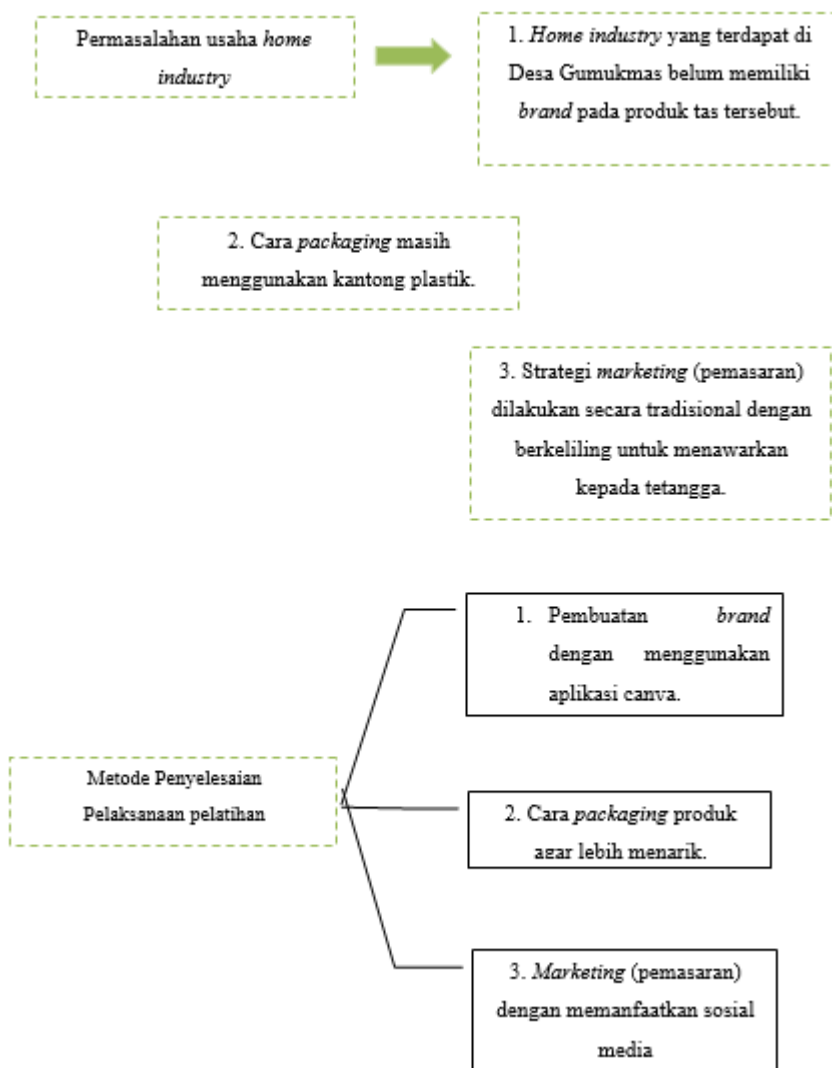 Permasalahan usaha home
industry
1. Home industry yang terdapat di
Desa Gumukmas belum memiliki
brand pada produk tas tersebut.
2. Cara packaging masih
menggunakan kantong plastik.
3. Strategi marketing (pemasaran)
dilakukan secara tradisional dengan
berkeliling untuk menawarkan
kepada tetangga.
1. Pembuatan brand
dengan menggunakan
aplikasi canva.
Metode Penyelesaian
Pelaksanaan pelatihan
2. Cara packaging produk
agar lebih menarik.
3. Marketing (pemasaran)
dengan memanfaatkan sosial
media